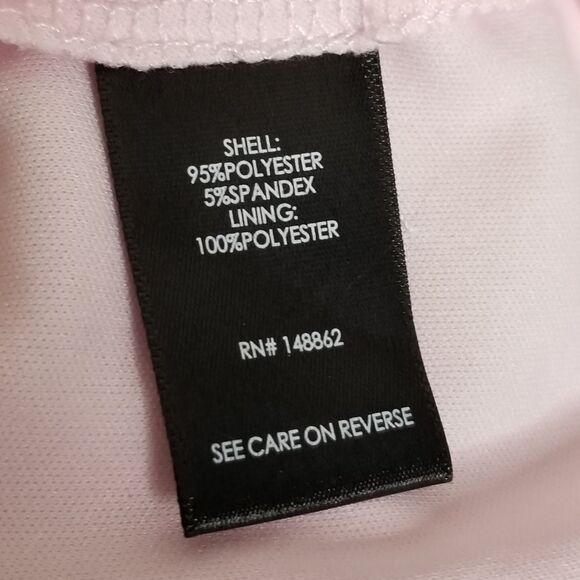 SHELL:
95%POLYESTER
5%SPANDEX
LINING:
100%POLYESTER
RN# 148862
SEE CARE ON REVERSE